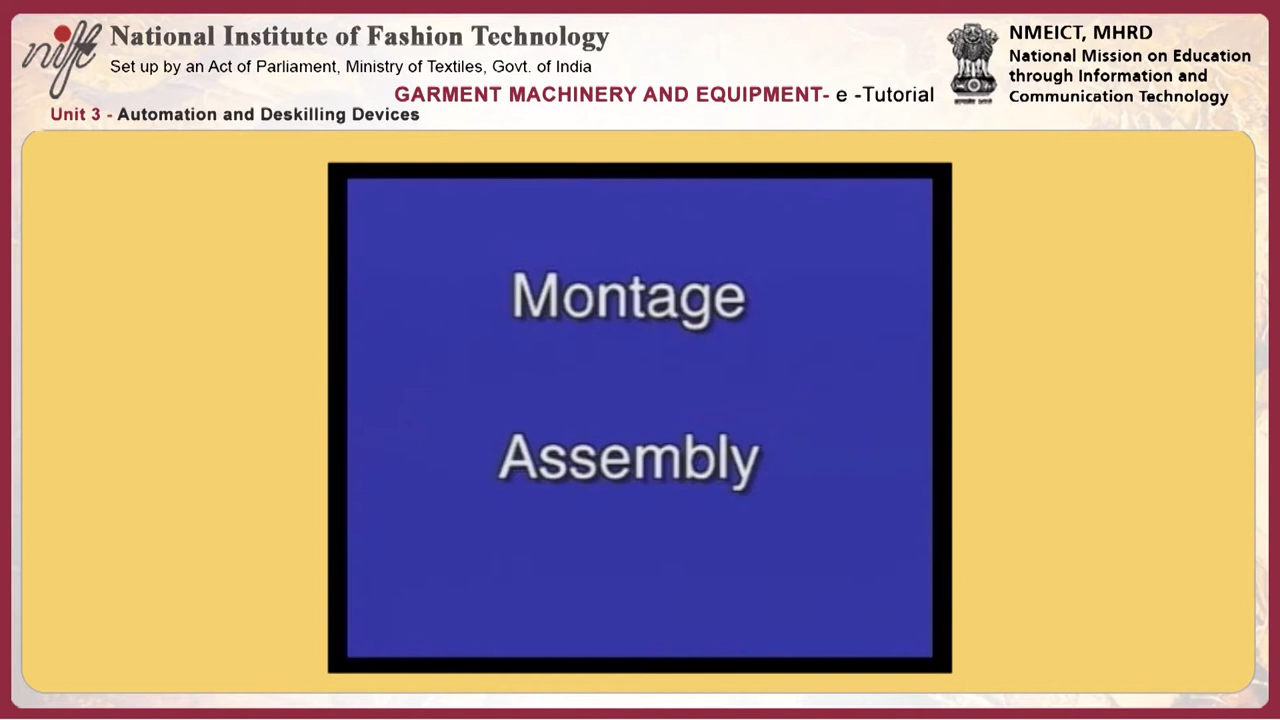 nift
National Institute of Fashion Technology
Set up by an Act of Parliament, Ministry of Textiles, Govt. of India
GARMENT MACHINERY AND EQUIPMENT- e -Tutorial
Unit 3 - Automation and Deskilling Devices
NMEICT, MHRD
National Mission on Education
through Information and
Communication Technology
Montage
Assembly